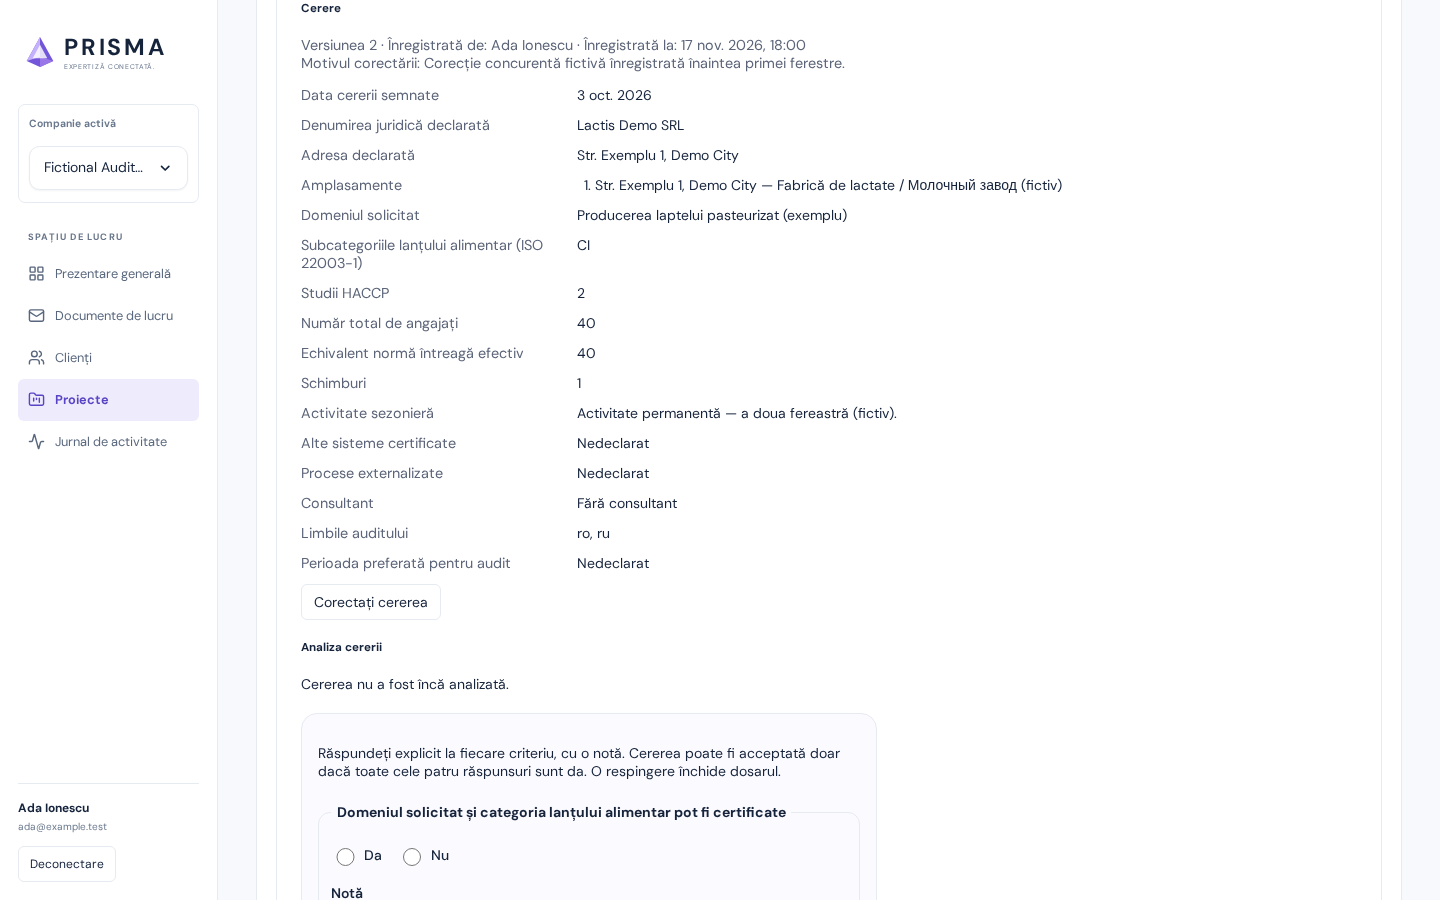 PRISMA
EXPERTIZĂ CONECTATĂ.
Companie activă
Fictional Audit...
SPAȚIU DE LUCRU
Prezentare generală
Documente de lucru
Clienți
Proiecte
Jurnal de activitate
Ada Ionescu
ada@example.test
Deconectare
Cerere
Versiunea 2 · Înregistrată de: Ada Ionescu · Înregistrată la: 17 nov. 2026, 18:00
Motivul corectării: Corecție concurentă fictivă înregistrată înaintea primei ferestre.
Data cererii semnate 3 oct. 2026
Denumirea juridică declarată Lactis Demo SRL
Adresa declarată Str. Exemplu 1, Demo City
Amplasamente 1. Str. Exemplu 1, Demo City — Fabrică de lactate / Молочный завод (fictiv)
Domeniul solicitat Producerea laptelui pasteurizat (exemplu)
Subcategoriile lanțului alimentar (ISO CI
22003-1)
Studii HACCP 2
Număr total de angajați 40
Echivalent normă întreagă efectiv 40
Schimburi 1
Activitate sezonieră Activitate permanentă — a doua fereastră (fictiv).
Alte sisteme certificate Nedeclarat
Procese externalizate Nedeclarat
Consultant Fără consultant
Limbile auditului ro, ru
Perioada preferată pentru audit Nedeclarat
Corectați cererea
Analiza cererii
Cererea nu a fost încă analizată.
Răspundeți explicit la fiecare criteriu, cu o notă. Cererea poate fi acceptată doar
dacă toate cele patru răspunsuri sunt da. O respingere închide dosarul.
Domeniul solicitat și categoria lanțului alimentar pot fi certificate
Da Nu
Notă